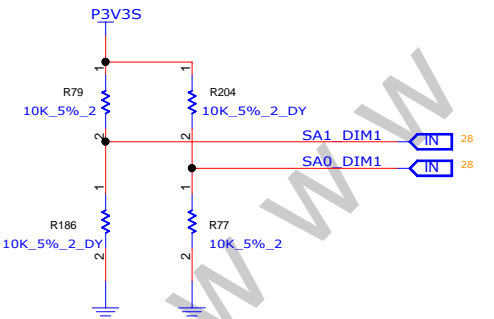 P3V3S
1 1
R79 R204
10K_5%_2 10K_5%_2_DY
2 2
SA1_DIM1 IN 28
SA0_DIM1 IN 28
1 1
R186 R77
10K_5%_2_DY 10K_5%_2
2 2
W W W